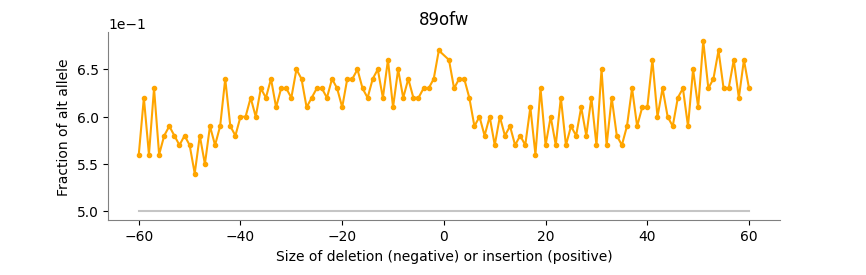 89ofw
1e−1
6.5
6.0
5.5
5.0
Fraction of alt allele
−60 −40 −20 0 20 40 60
Size of deletion (negative) or insertion (positive)